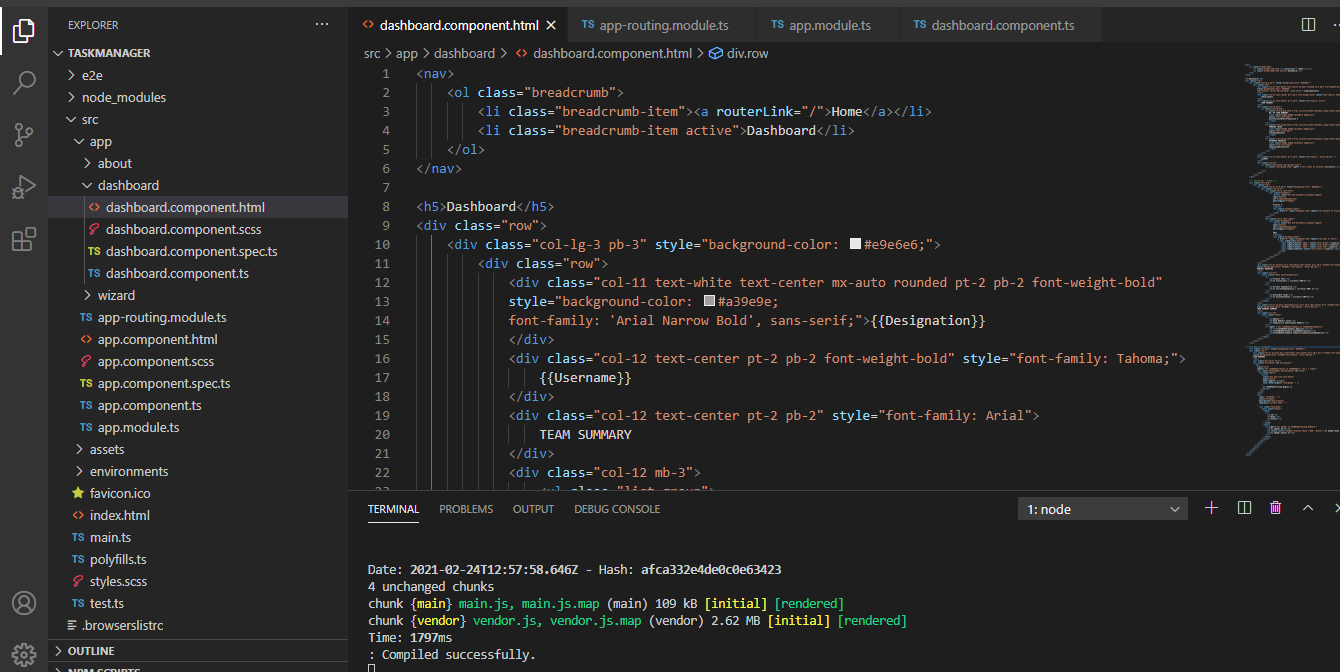 EXPLORER
TASKMANAGER
e2e
node_modules
src
app
about
dashboard
<> dashboard.component.html
dashboard.component.scss
TS dashboard.component.spec.ts
TS dashboard.component.ts
wizard
TS app-routing.module.ts
<> app.component.html
app.component.scss
TS app.component.spec.ts
TS app.component.ts
TS app.module.ts
assets
environments
favicon.ico
<> index.html
TS main.ts
TS polyfills.ts
styles.scss
TS test.ts
.browserslistrc
OUTLINE
NPM SCRIPTS
<> dashboard.component.html
TS app-routing.module.ts
TS app.module.ts
TS dashboard.component.ts
src > app > dashboard > <> dashboard.component.html > div.row
1 <nav>
2 <ol class="breadcrumb">
3 <li class="breadcrumb-item"><a routerLink="/">Home</a></li>
4 <li class="breadcrumb-item active">Dashboard</li>
5 </ol>
6 </nav>
7
8 <h5>Dashboard</h5>
9 <div class="row">
10 <div class="col-lg-3 pb-3" style="background-color: #e9e6e6;">
11 <div class="row">
12 <div class="col-11 text-white text-center mx-auto rounded pt-2 pb-2 font-weight-bold"
13 style="background-color: #a39e9e;
14 font-family: 'Arial Narrow Bold', sans-serif;">{{Designation}}
15 </div>
16 <div class="col-12 text-center pt-2 pb-2 font-weight-bold" style="font-family: Tahoma;">
17 {{Username}}
18 </div>
19 <div class="col-12 text-center pt-2 pb-2" style="font-family: Arial">
20 TEAM SUMMARY
21 </div>
22 <div class="col-12 mb-3">
23 <ul class="list-group">
TERMINAL PROBLEMS OUTPUT DEBUG CONSOLE
1: node
Date: 2021-02-24T12:57:58.646Z - Hash: afca332e4de0c0e63423
4 unchanged chunks
chunk {main} main.js, main.js.map (main) 109 kB [initial] [rendered]
chunk {vendor} vendor.js, vendor.js.map (vendor) 2.62 MB [initial] [rendered]
Time: 1797ms
: Compiled successfully.